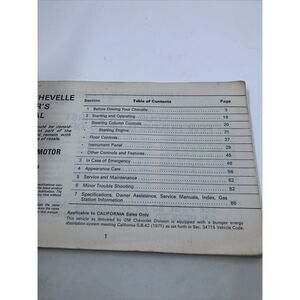 CHEVELLE
ER'S
AL
MOTOR
Section Table of Contents Page
1 Before Driving Your Chevelle 3
2 Starting and Operating 19
- Steering Column Controls 20
Starting Engine 21
- Floor Controls 27
- Instrument Panel 29
- Other Controls and Features 45
3 In Case of Emergency 49
4 Appearance Care 56
5 Service and Maintenance 62
6 Minor Trouble Shooting 82
7 Specifications, Owner Assistance, Service Manuals, Index, Gas
Station Information 86
Applicable to CALIFORNIA Sales Only
This vehicle as delivered by GM Chevrolet Division is equipped with a bumper energy
absorption system meeting California S.B.42 (1971) as set forth in Sec. 34715 Vehicle Code.
1